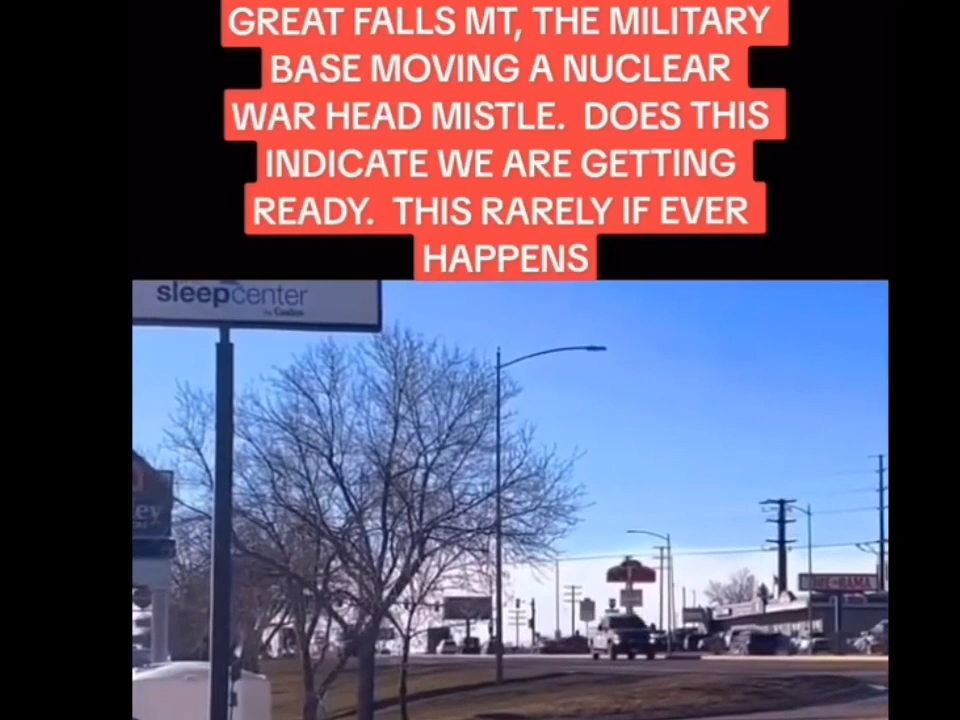 GREAT FALLS MT, THE MILITARY
BASE MOVING A NUCLEAR
WAR HEAD MISTLE. DOES THIS
INDICATE WE ARE GETTING
READY. THIS RARELY IF EVER
HAPPENS
sleepcenter